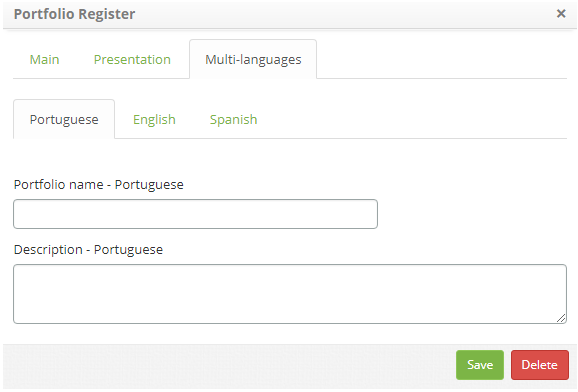 Portfolio Register ×
Main Presentation Multi-languages
Portuguese English Spanish
Portfolio name - Portuguese
Description - Portuguese
Save Delete